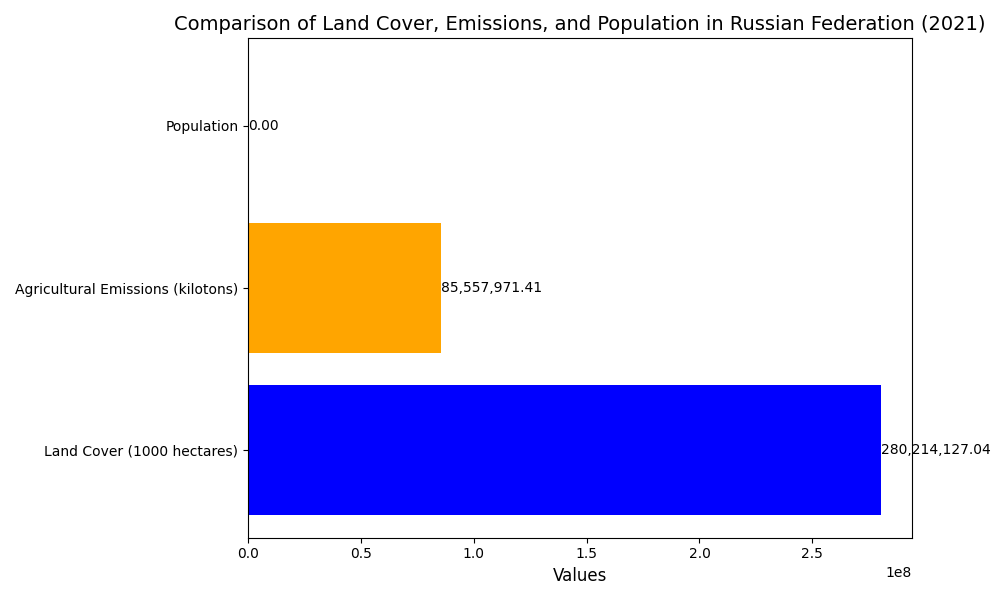 Comparison of Land Cover, Emissions, and Population in Russian Federation (2021)
Population
0.00
Agricultural Emissions (kilotons)
85,557,971.41
Land Cover (1000 hectares)
280,214,127.04
0.0 0.5 1.0 1.5 2.0 2.5
1e8
Values